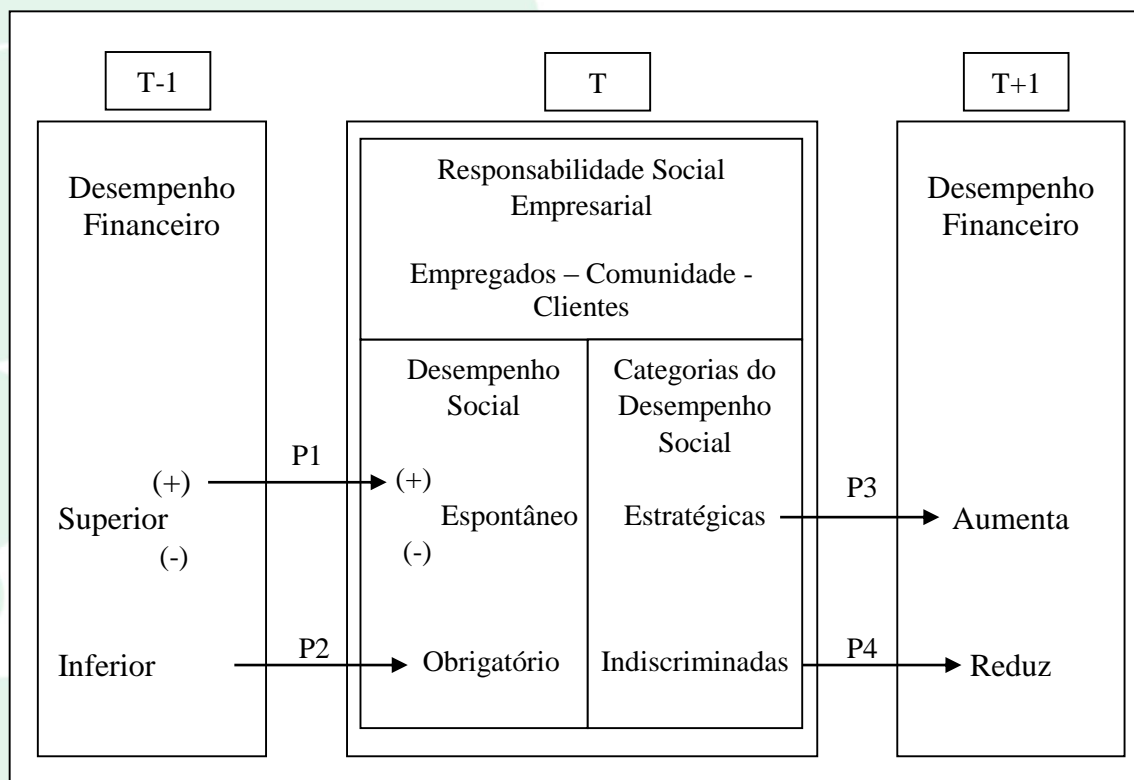 T-1
T
T+1
Desempenho
Financeiro
(+)
Superior
(-)
Inferior
P1
P2
Responsabilidade Social
Empresarial
Empregados – Comunidade -
Clientes
Desempenho
Social
(+)
Espontâneo
(-)
Obrigatório
Categorias do
Desempenho
Social
Estratégicas
Indiscriminadas
P3
P4
Desempenho
Financeiro
Aumenta
Reduz